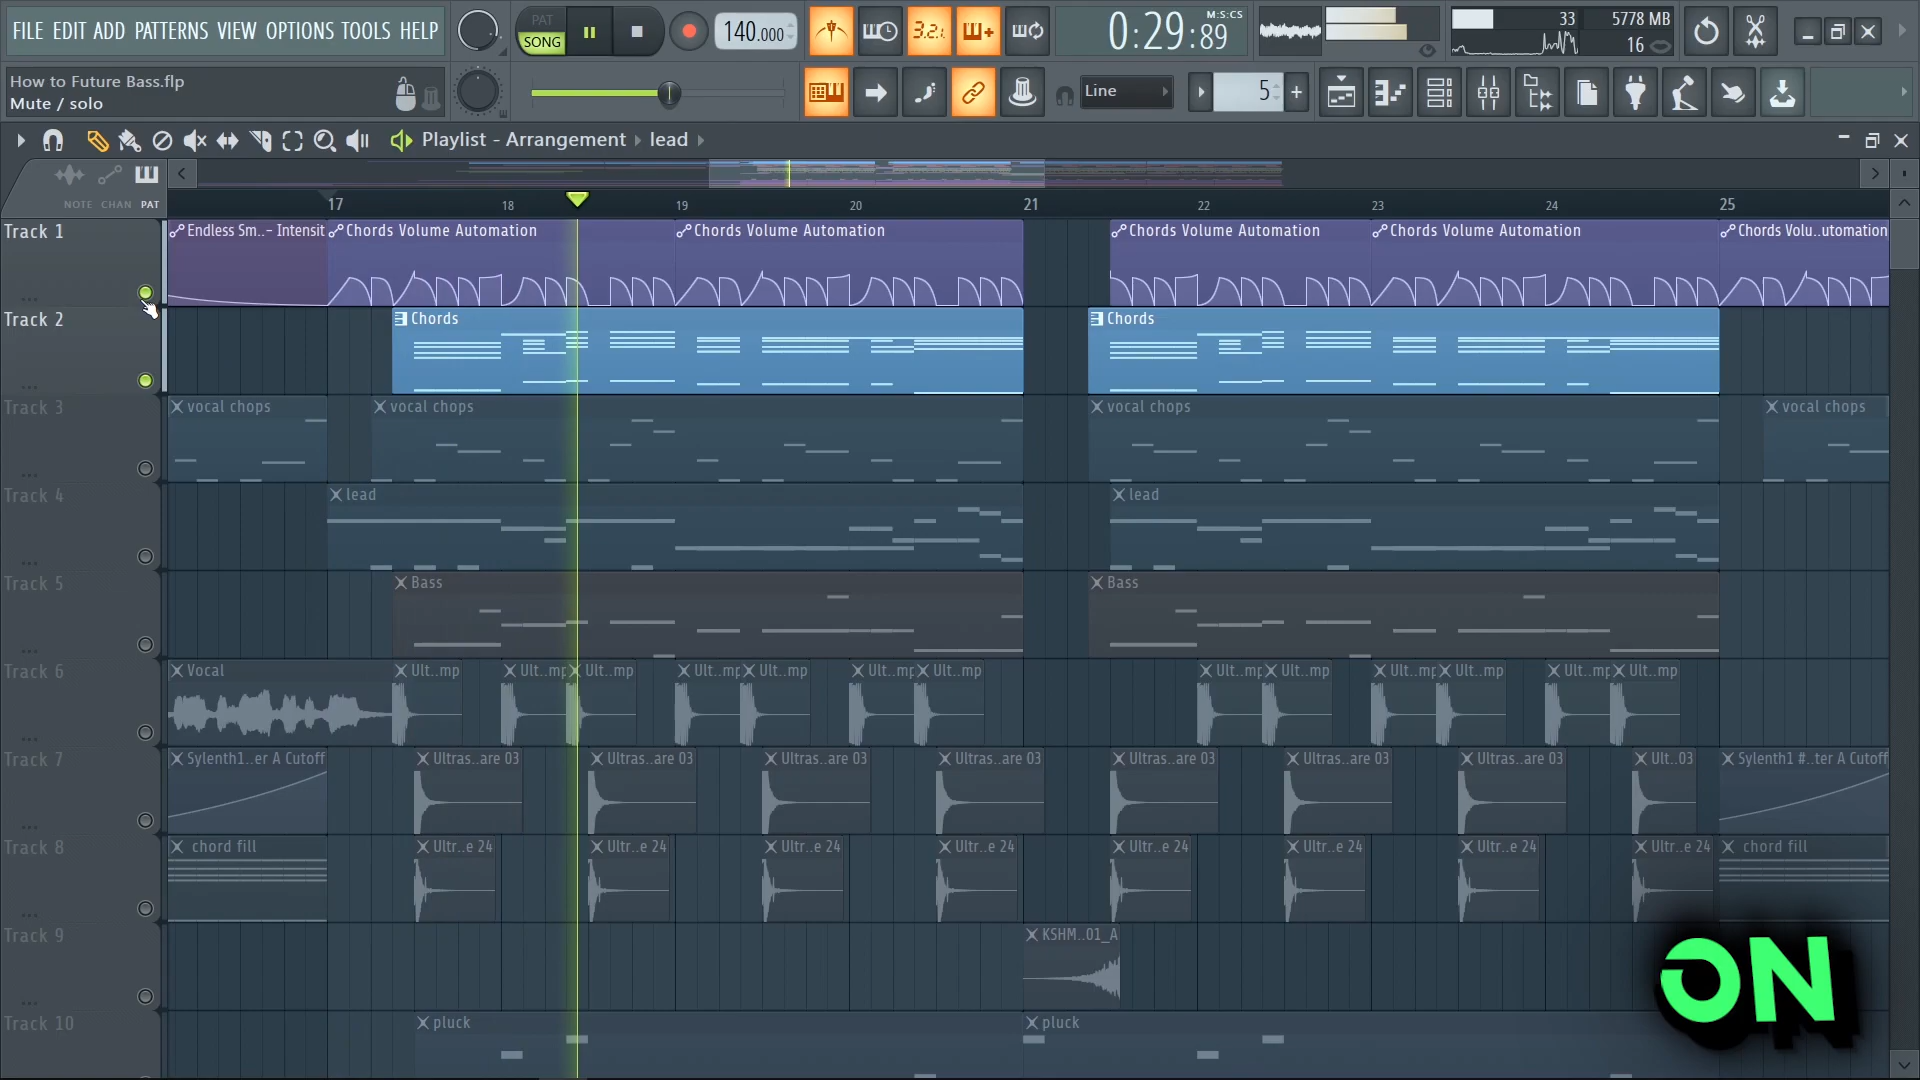 FILE EDIT ADD PATTERNS VIEW OPTIONS TOOLS HELP
PAT
SONG
140.000
3.2.1.
M:S:CS
0:29:89
33
5778 MB
16
How to Future Bass.flp
Mute / solo
Line
5
Playlist - Arrangement lead
NOTE CHAN PAT
17 18 19 20 21 22 23 24 25
Track 1
Endless Sm..- Intensit Chords Volume Automation Chords Volume Automation Chords Volume Automation Chords Volume Automation Chords Volu..utomation
Track 2
Chords Chords
Track 3
vocal chops vocal chops vocal chops vocal chops
Track 4
lead lead
Track 5
Bass Bass
Track 6
Vocal Ult..mp Ult..mp Ult..mp Ult..mp Ult..mp Ult..mp Ult..mp Ult..mp Ult..mp Ult..mp Ult..mp Ult..mp Ult..mp
Track 7
Sylenth1..er A Cutoff Ultras..are 03 Ultras..are 03 Ultras..are 03 Ultras..are 03 Ultras..are 03 Ultras..are 03 Ultras..are 03 Ult..03 Sylenth1 #..ter A Cutoff
Track 8
chord fill Ultr..e 24 Ultr..e 24 Ultr..e 24 Ultr..e 24 Ultr..e 24 Ultr..e 24 Ultr..e 24 Ultr..e 24 chord fill
Track 9
KSHM..01_A
Track 10
pluck pluck
ON